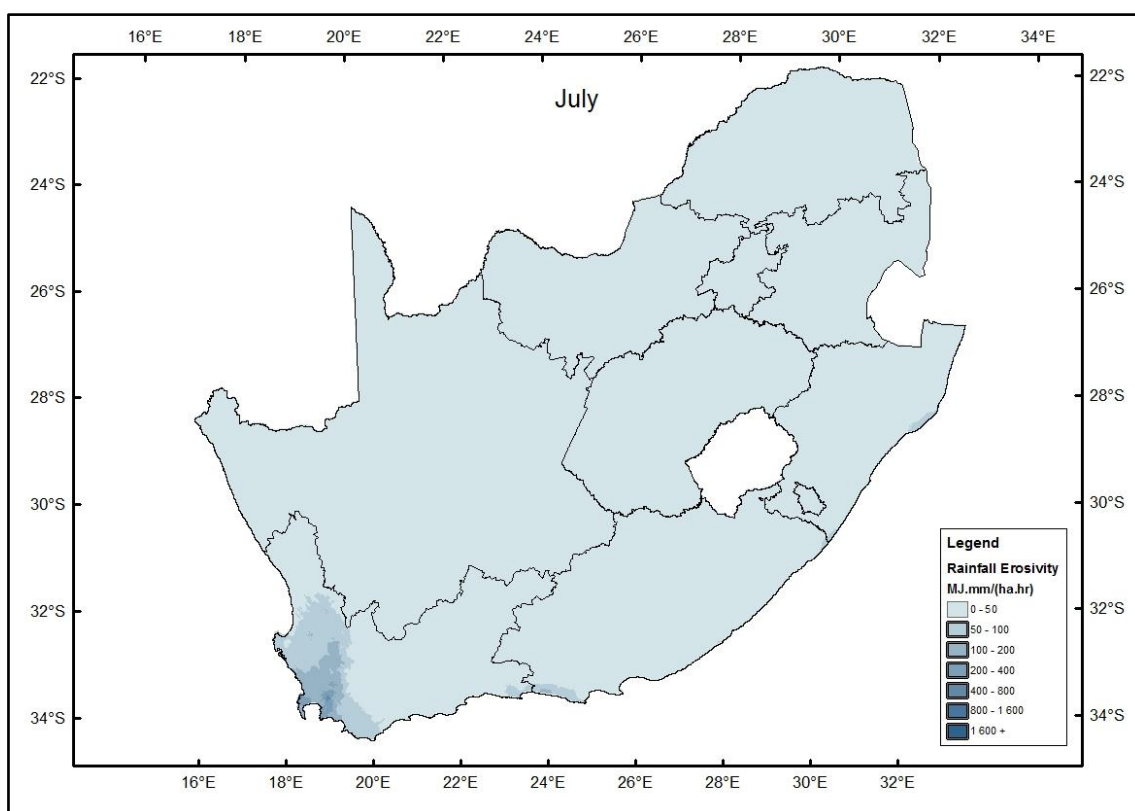 16°E 17°E 20°E 22°E 24°E 26°E 28°E 30°E 32°E 34°E
July
22°S 22°S
24°S 24°S
26°S 26°S
28°S 28°S
30°S 30°S
32°S 32°S
34°S 34°S
Legend
Rainfall Erosivity
MJ.mm/(ha.hr)
0 - 50
50 - 100
100 - 200
200 - 400
400 - 800
800 - 1 600
1 600 +
16°E 18°E 20°E 22°E 24°E 26°E 28°E 30°E 32°E